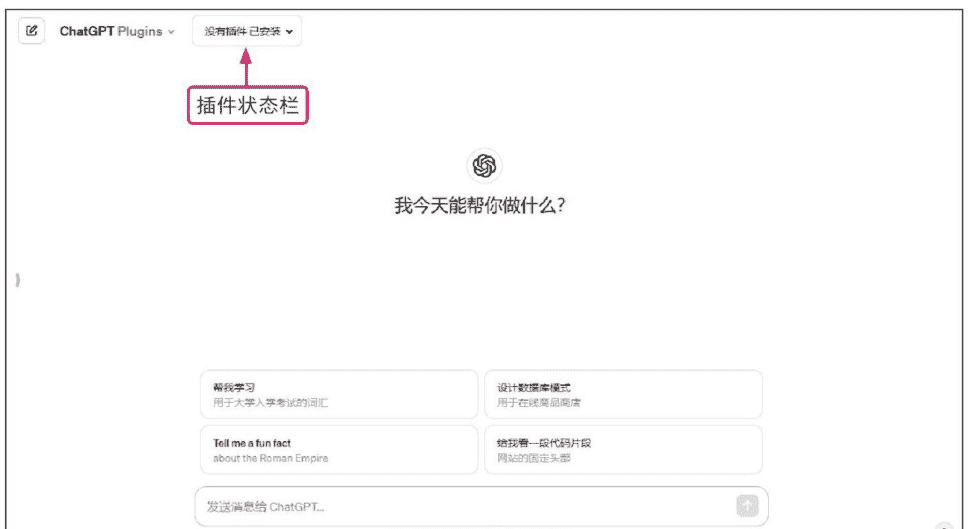 ChatGPT Plugins
没有插件 已安装
插件状态栏
我今天能帮你做什么?
帮我学习
用于大学入学考试的词汇
设计数据库模式
用于在线商品商店
Tell me a fun fact
about the Roman Empire
给我看一段代码片段
网站的固定头部
发送消息给 ChatGPT...